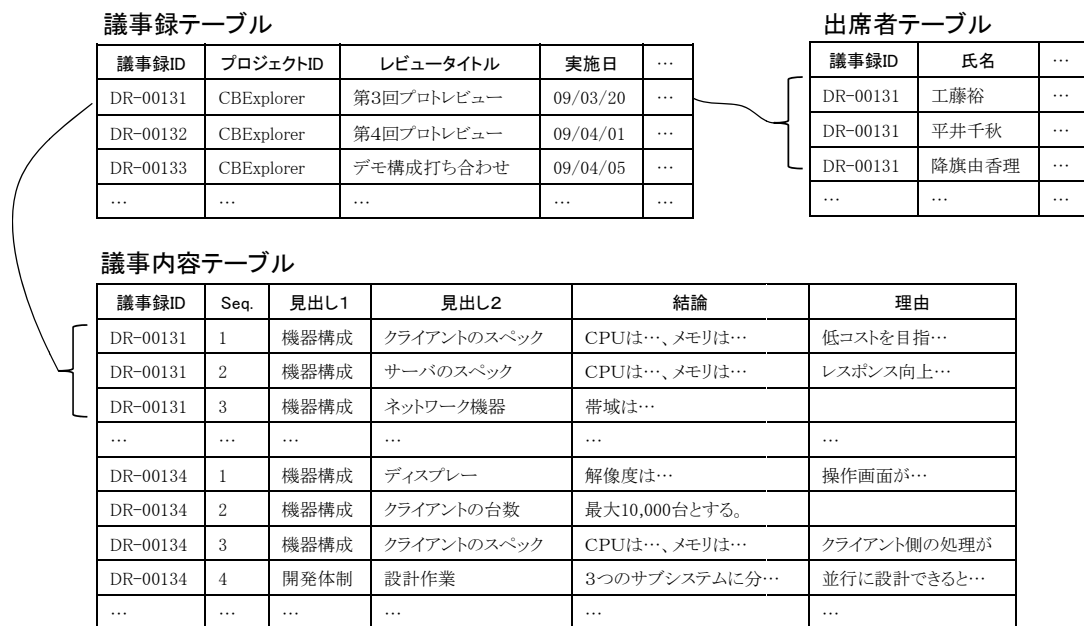 議事録テーブル
議事録ID プロジェクトID レビュータイトル 実施日 …
DR-00131 CBExplorer 第3回プロトレビュー 09/03/20 …
DR-00132 CBExplorer 第4回プロトレビュー 09/04/01 …
DR-00133 CBExplorer デモ構成打ち合わせ 09/04/05 …
… … … … …
出席者テーブル
議事録ID 氏名 …
DR-00131 工藤裕 …
DR-00131 平井千秋 …
DR-00131 降旗由香理 …
… … …
議事内容テーブル
議事録ID Seq. 見出し1 見出し2 結論 理由
DR-00131 1 機器構成 クライアントのスペック CPUは…、メモリは… 低コストを目指…
DR-00131 2 機器構成 サーバのスペック CPUは…、メモリは… レスポンス向上…
DR-00131 3 機器構成 ネットワーク機器 帯域は…
… … … … … …
DR-00134 1 機器構成 ディスプレー 解像度は… 操作画面が…
DR-00134 2 機器構成 クライアントの台数 最大10,000台とする。
DR-00134 3 機器構成 クライアントのスペック CPUは…、メモリは… クライアント側の処理が
DR-00134 4 開発体制 設計作業 3つのサブシステムに分… 並行に設計できると…
… … … … … …